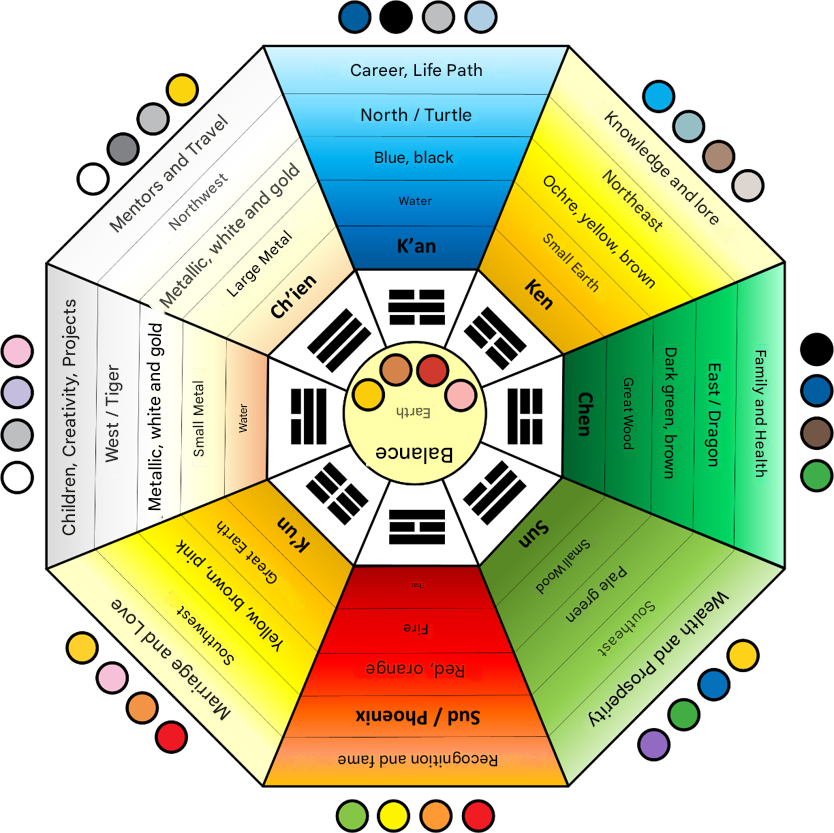 Career, Life Path
North / Turtle
Blue, black
Water
K'an
Knowledge and lore
Northeast
Ochre, yellow, brown
Small Earth
Ken
Family and Health
East / Dragon
Dark green, brown
Great Wood
Chen
Wealth and Prosperity
Southeast
Pale green
Small Wood
Sun
Recognition and fame
Sud / Phoenix
Red, orange
Fire
Marriage and Love
Southwest
Yellow, brown, pink
Great Earth
K'un
Children, Creativity, Projects
West / Tiger
Metallic, white and gold
Small Metal
Water
Mentors and Travel
Northwest
Metallic, white and gold
Large Metal
Ch'ien
Earth
Balance